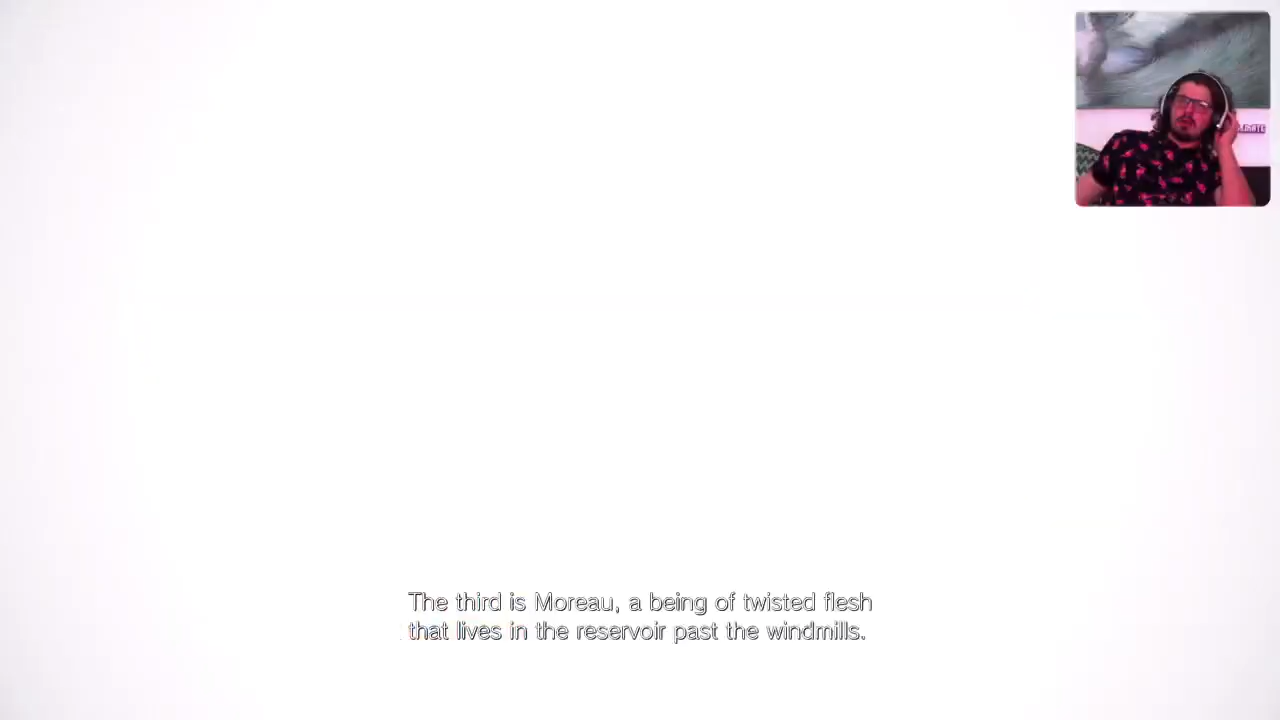 The third is Moreau, a being of twisted flesh
that lives in the reservoir past the windmills.